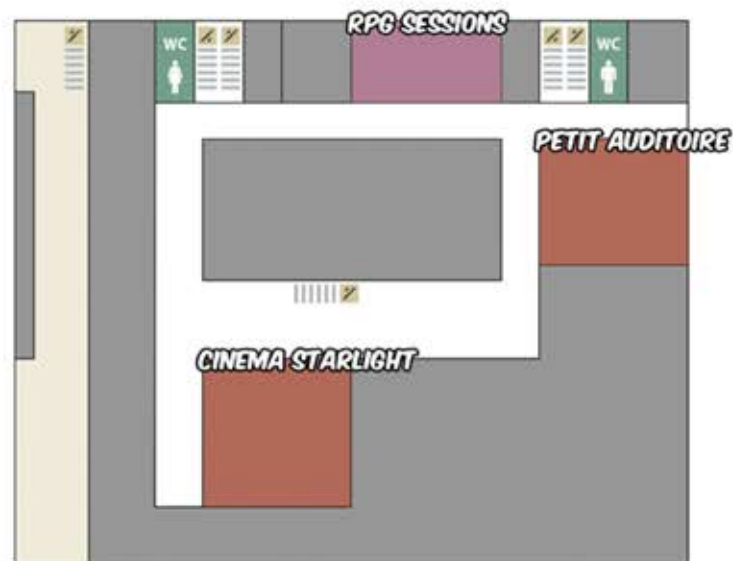 RPG SESSIONS
WC
WC
PETIT AUDITOIRE
CINEMA STARLIGHT